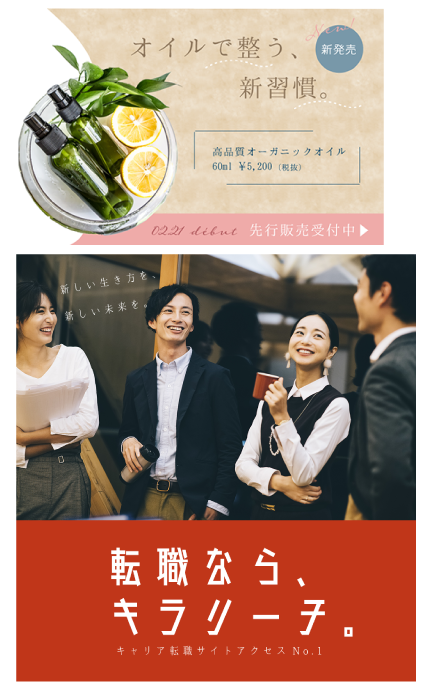 New!
オイルで整う、
新発売
新習慣。
高品質オーガニックオイル
60ml ¥5,200（税抜）
0221 début 先行販売受付中▶
新しい生き方を、
新しい未来を。
転職なら、
キラリーチ。
キャリア転職サイトアクセスNo.1